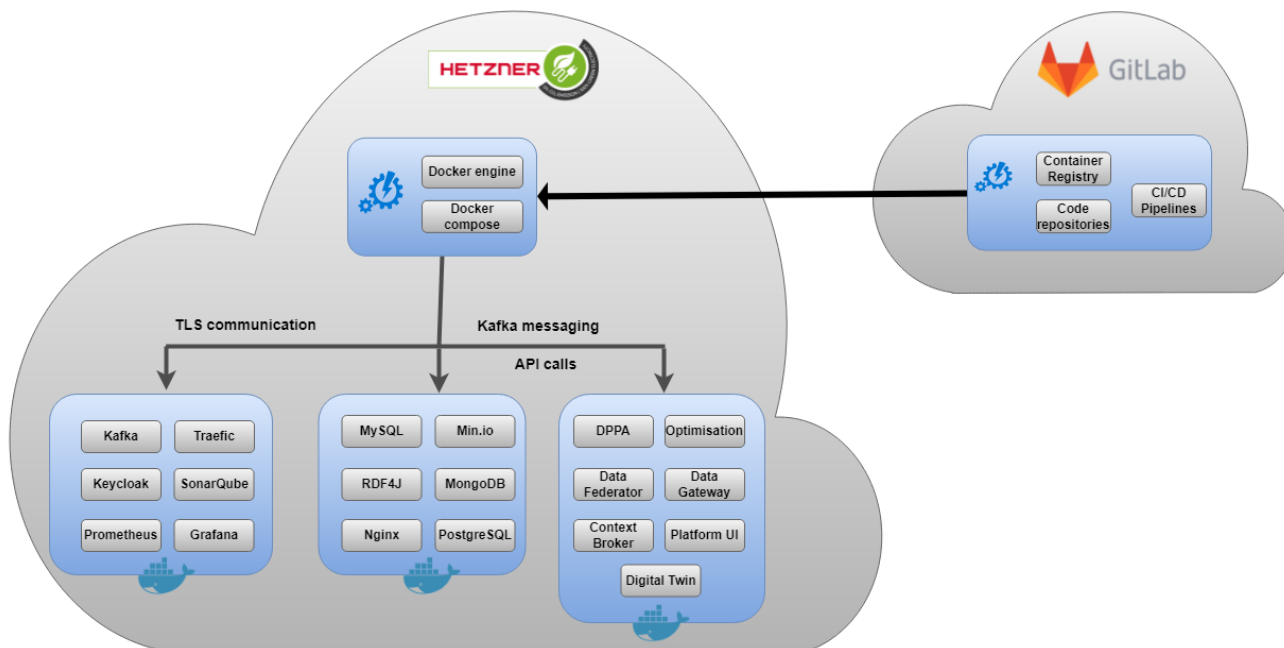 HETZNER
GitLab
Docker engine
Docker
compose
Container
Registry
Code
repositories
CI/CD
Pipelines
TLS communication
Kafka messaging
API calls
Kafka
Traefic
Keycloak
SonarQube
Prometheus
Grafana
MySQL
Min.io
RDF4J
MongoDB
Nginx
PostgreSQL
DPPA
Optimisation
Data
Federator
Data
Gateway
Context
Broker
Platform UI
Digital Twin